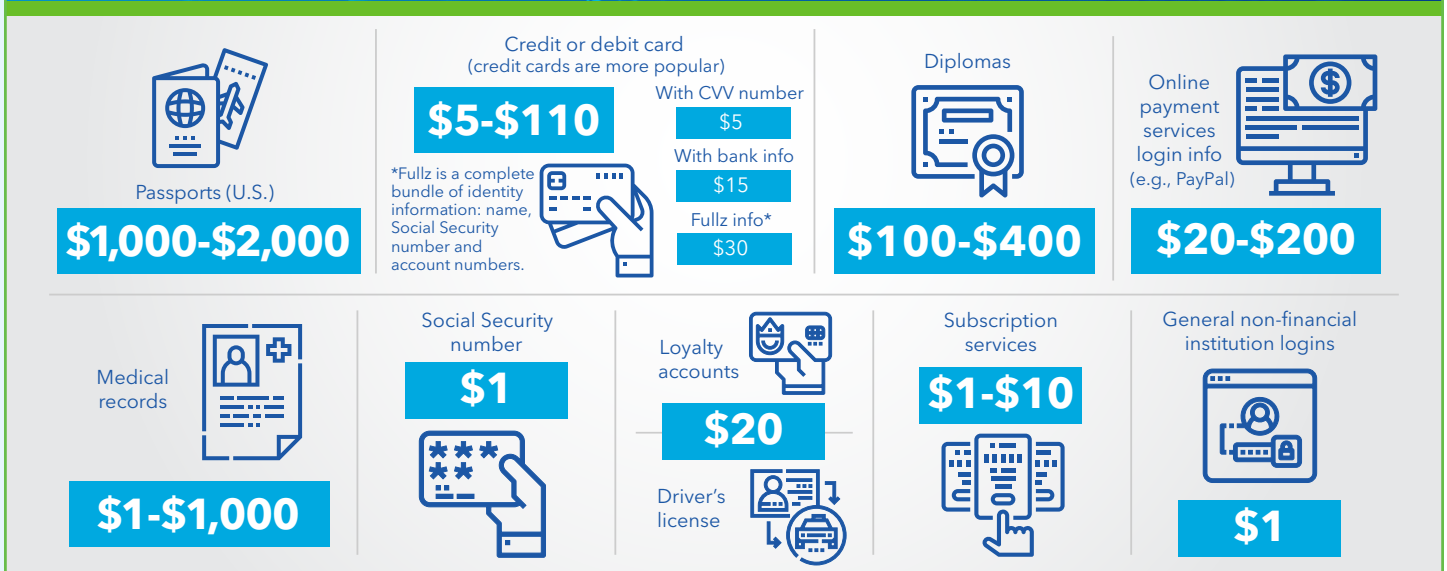 Passports (U.S.)
$1,000-$2,000
Credit or debit card
(credit cards are more popular)
$5-$110
*Fullz is a complete
bundle of identity
information: name,
Social Security
number and
account numbers.
With CVV number
$5
With bank info
$15
Fullz info*
$30
Diplomas
$100-$400
Online
payment
services
login info
(e.g., PayPal)
$
$20-$200
Medical
records
$1-$1,000
Social Security
number
$1
Loyalty
accounts
$20
Driver's
license
Subscription
services
$1-$10
General non-financial
institution logins
$1